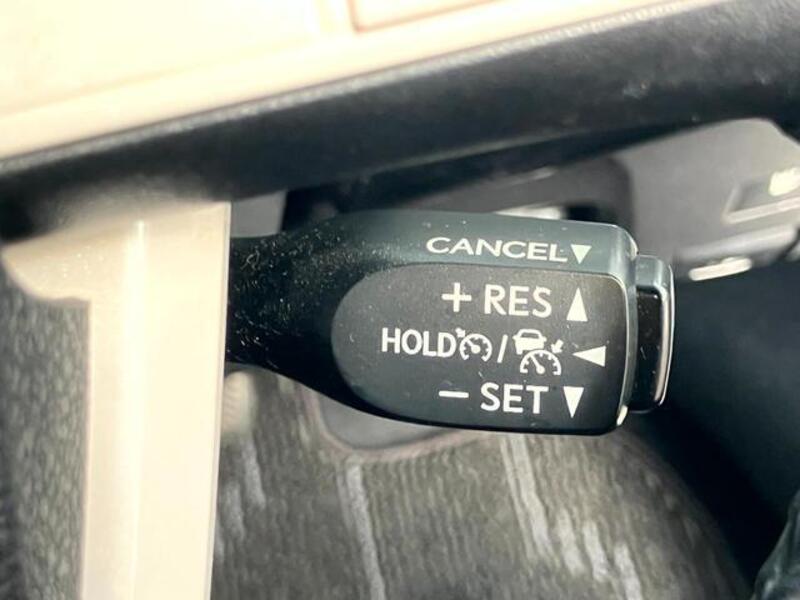 CANCEL▼
+ RES ▲
HOLD / ◀
− SET ▼